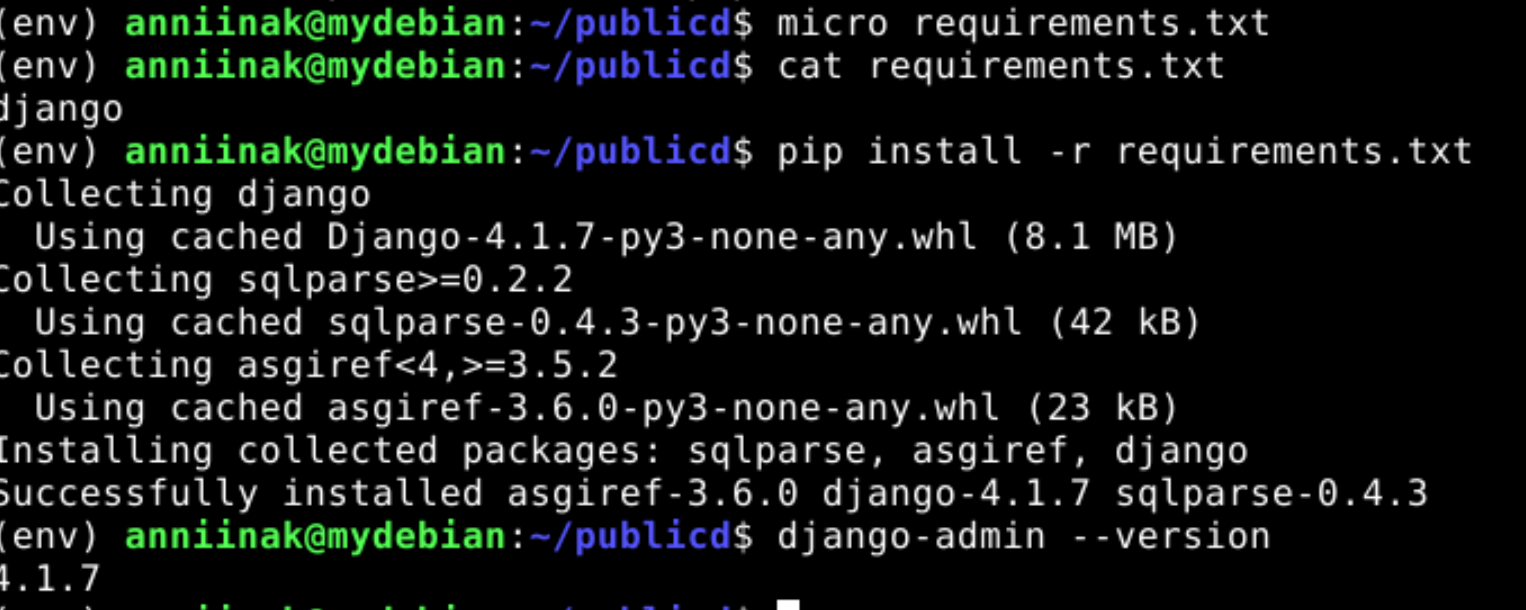 (env) anniinak@mydebian:~/publicd$ micro requirements.txt
(env) anniinak@mydebian:~/publicd$ cat requirements.txt
django
(env) anniinak@mydebian:~/publicd$ pip install -r requirements.txt
Collecting django
  Using cached Django-4.1.7-py3-none-any.whl (8.1 MB)
Collecting sqlparse>=0.2.2
  Using cached sqlparse-0.4.3-py3-none-any.whl (42 kB)
Collecting asgiref<4,>=3.5.2
  Using cached asgiref-3.6.0-py3-none-any.whl (23 kB)
Installing collected packages: sqlparse, asgiref, django
Successfully installed asgiref-3.6.0 django-4.1.7 sqlparse-0.4.3
(env) anniinak@mydebian:~/publicd$ django-admin --version
4.1.7